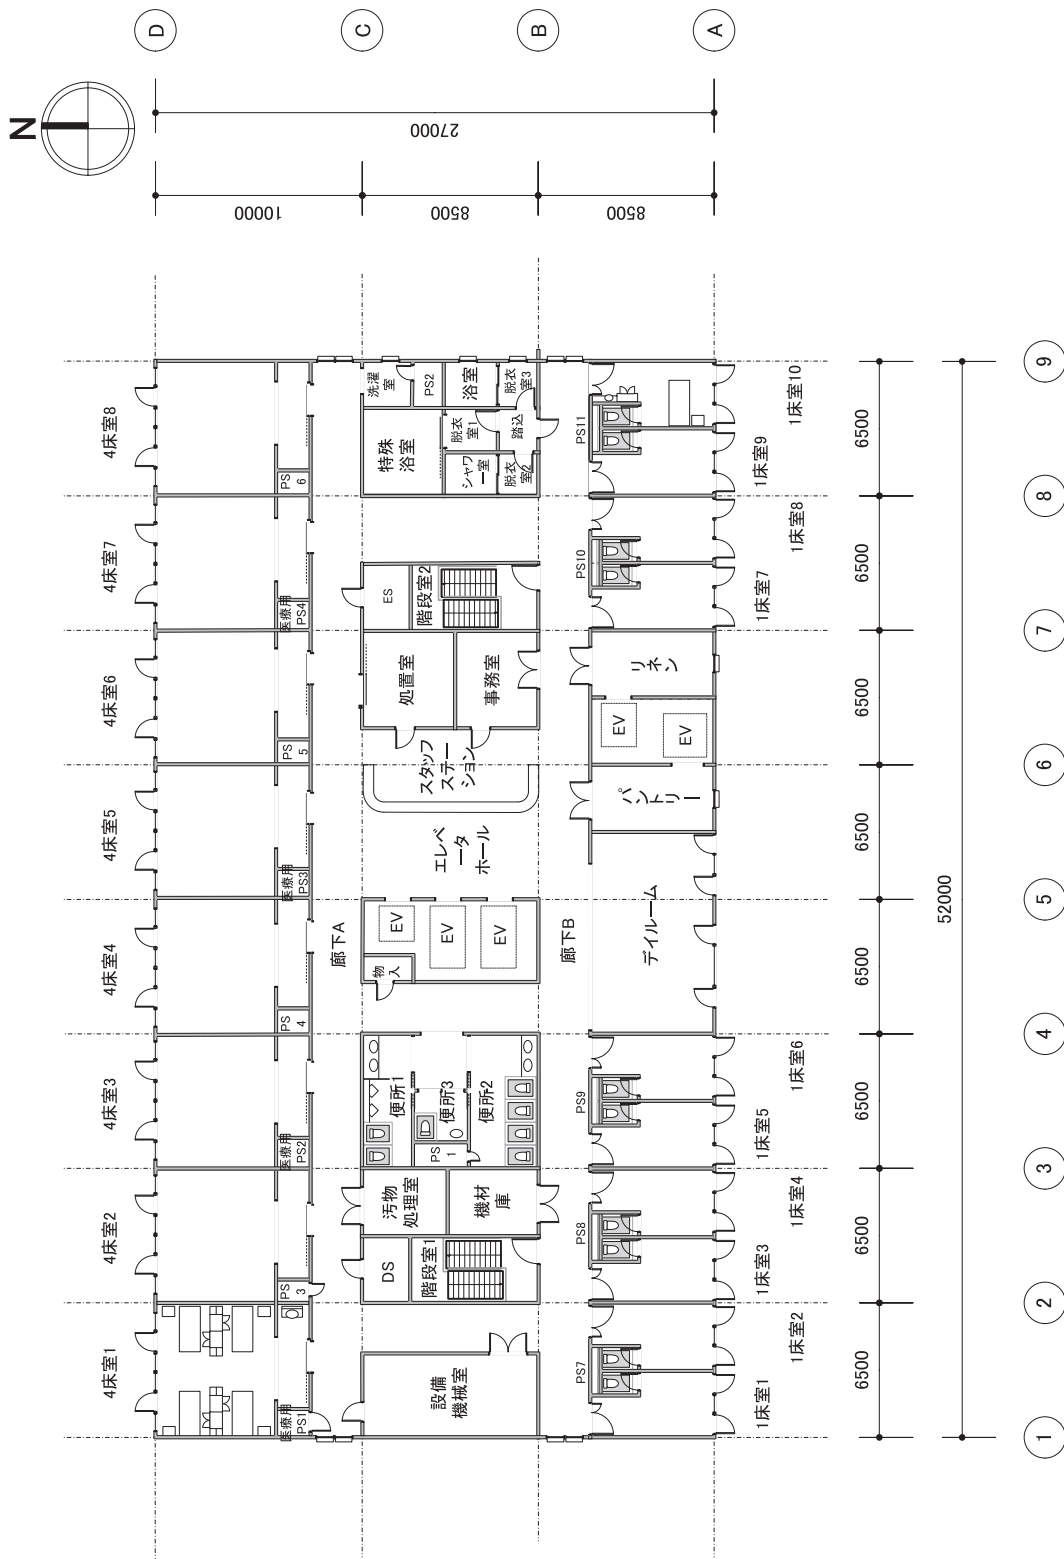 N
D
C
B
A
27000
10000
8500
8500
4床室1
4床室2
4床室3
4床室4
4床室5
4床室6
4床室7
4床室8
医療用
PS1
PS
3
医療用
PS2
PS
4
医療用
PS3
PS
5
医療用
PS4
PS
6
廊下A
設備
機械室
DS
階段室1
汚物
処理室
機材
庫
便所1
便所3
便所2
PS
1
物
入
EV
EV
EV
エレベ
ータ
ホール
スタッフ
ステー
ション
処置室
事務室
ES
階段室2
特殊
浴室
シャワ
ー室
脱衣
室1
脱衣
室2
踏込
洗濯
室
PS2
浴室
脱衣
室3
廊下B
PS7
PS8
PS9
デイルーム
パ
ントリー
EV
EV
リ
ネン
PS10
PS11
1床室1
1床室2
1床室3
1床室4
1床室5
1床室6
1床室7
1床室8
1床室9
1床室10
6500
6500
6500
6500
6500
6500
6500
6500
52000
1
2
3
4
5
6
7
8
9